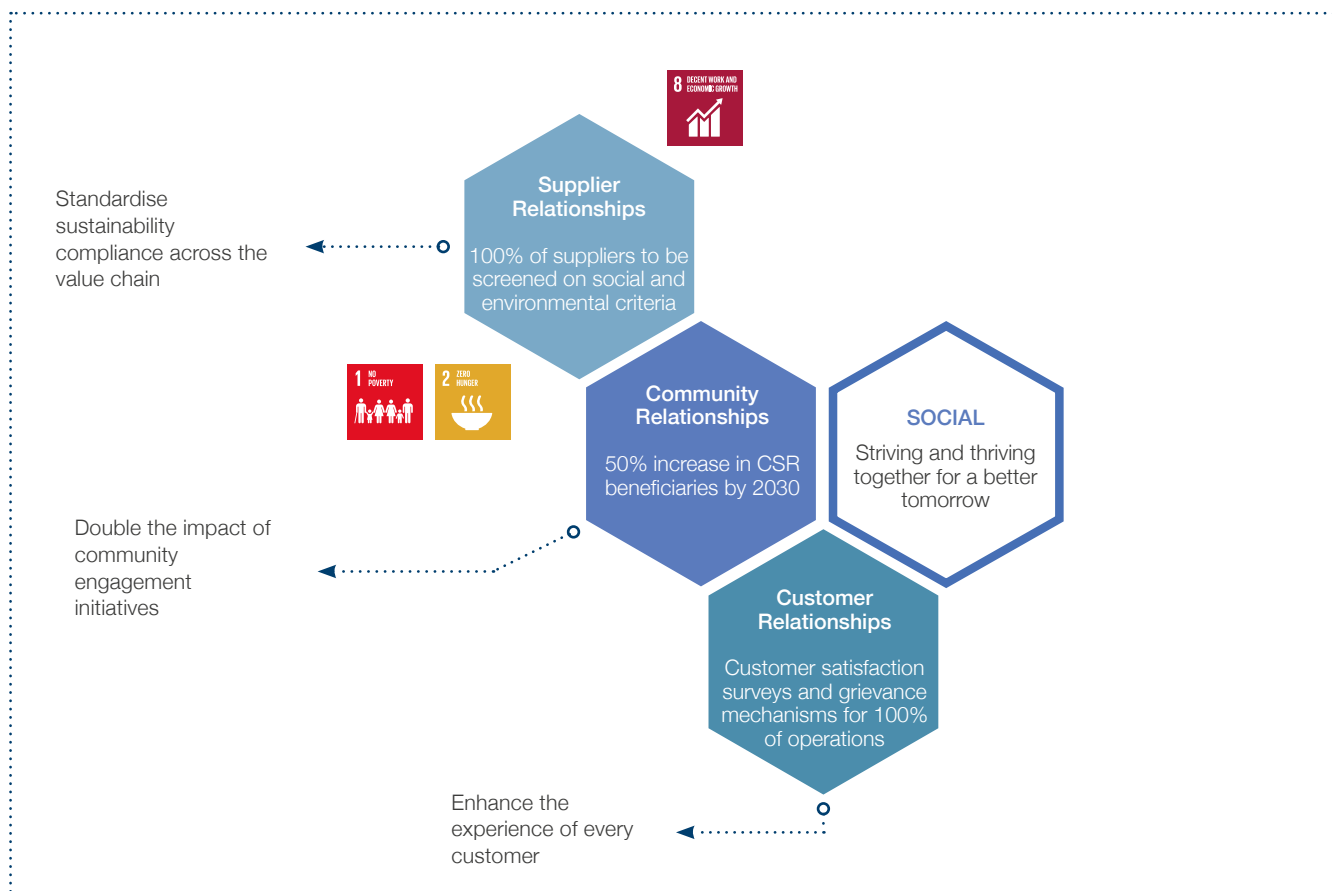 8 DECENT WORK AND
ECONOMIC GROWTH
Supplier
Relationships
100% of suppliers to be
screened on social and
environmental criteria
Standardise
sustainability
compliance across the
value chain
1 NO
POVERTY
2 ZERO
HUNGER
Community
Relationships
50% increase in CSR
beneficiaries by 2030
SOCIAL
Striving and thriving
together for a better
tomorrow
Double the impact of
community
engagement
initiatives
Customer
Relationships
Customer satisfaction
surveys and grievance
mechanisms for 100%
of operations
Enhance the
experience of every
customer